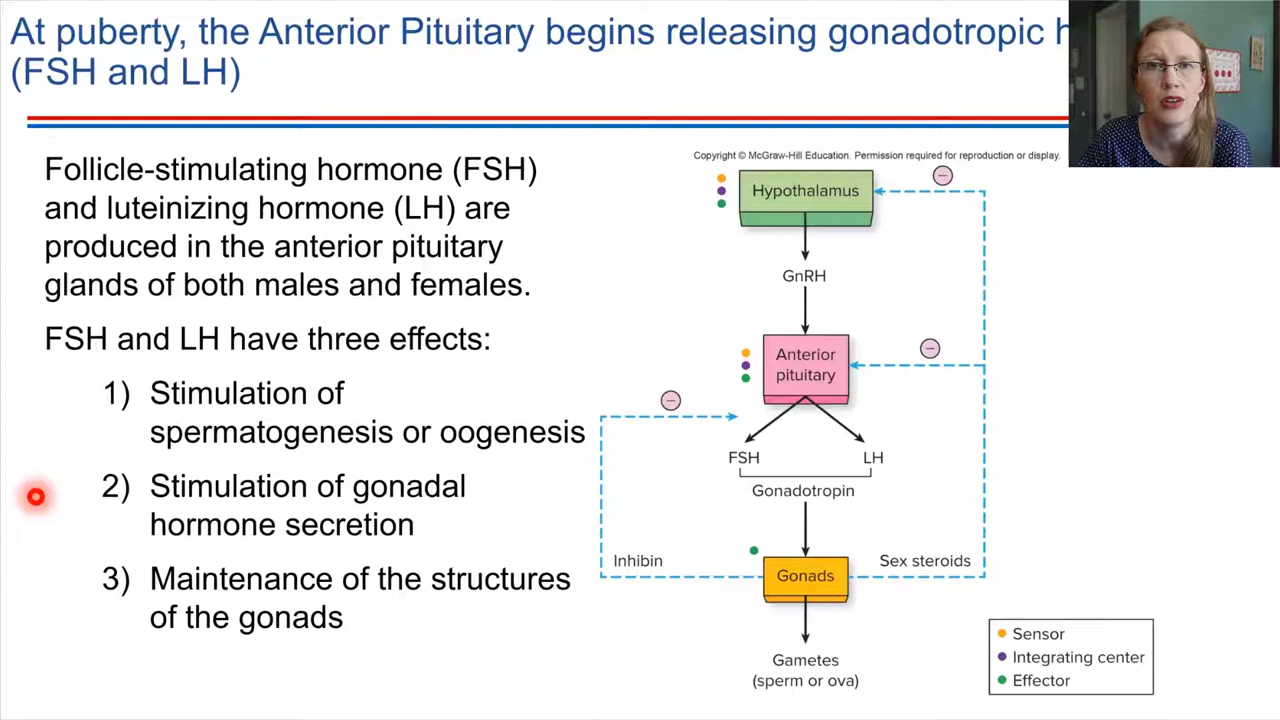 At puberty, the Anterior Pituitary begins releasing gonadotropic
(FSH and LH)
Follicle-stimulating hormone (FSH)
and luteinizing hormone (LH) are
produced in the anterior pituitary
glands of both males and females.
FSH and LH have three effects:
1) Stimulation of
spermatogenesis or oogenesis
2) Stimulation of gonadal
hormone secretion
3) Maintenance of the structures
of the gonads
Copyright © McGraw-Hill Education. Permission required for reproduction or display.
Hypothalamus
−
GnRH
Anterior
pituitary
−
−
FSH
LH
Gonadotropin
Inhibin
Gonads
Sex steroids
Gametes
(sperm or ova)
Sensor
Integrating center
Effector